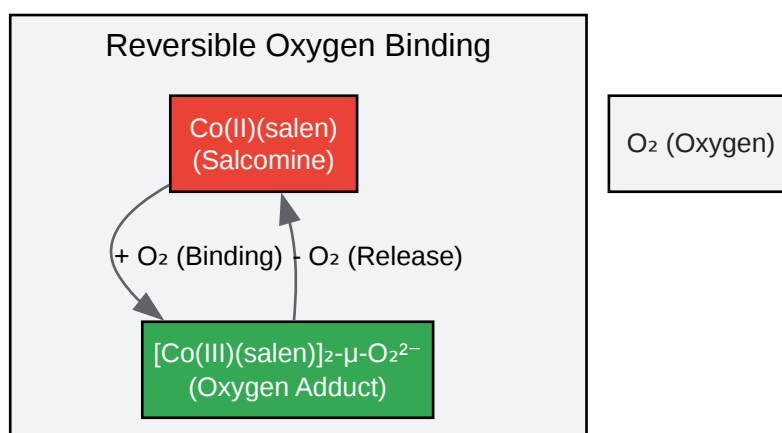 Reversible Oxygen Binding
Co(II)(salen)
(Salcomine)
O₂ (Oxygen)
+ O₂ (Binding)
- O₂ (Release)
[Co(III)(salen)]₂-μ-O₂²⁻
(Oxygen Adduct)